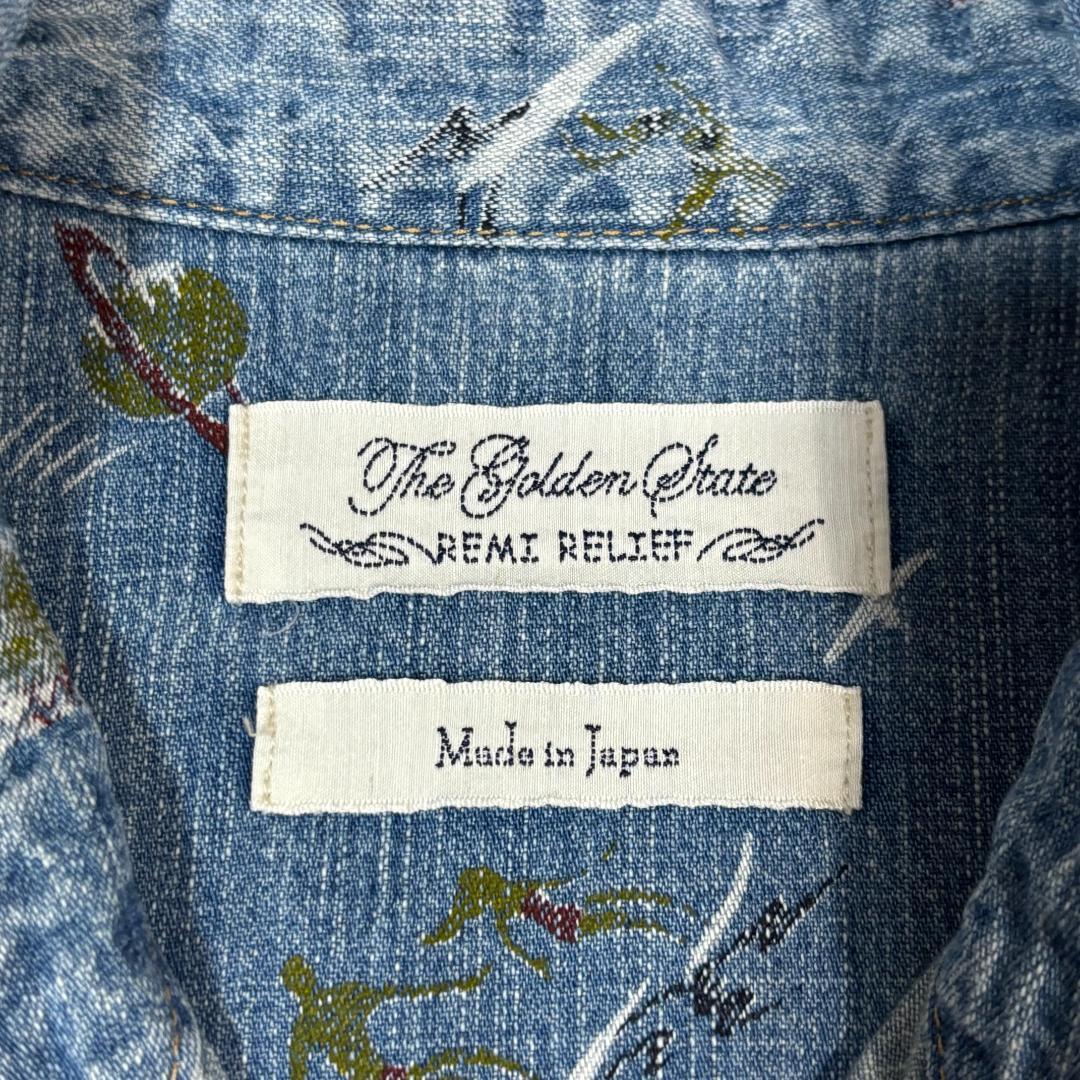 The Golden State
REMI RELIEF
Made in Japan